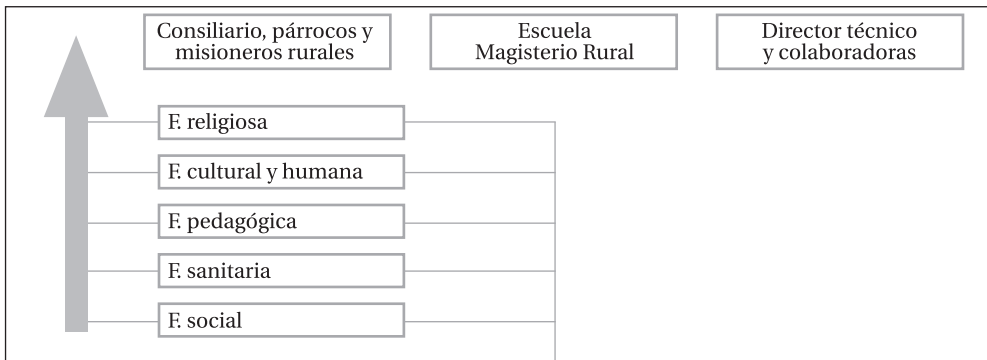 Consiliario, párrocos y
misioneros rurales
Escuela
Magisterio Rural
Director técnico
y colaboradoras
F. religiosa
F. cultural y humana
F. pedagógica
F. sanitaria
F. social